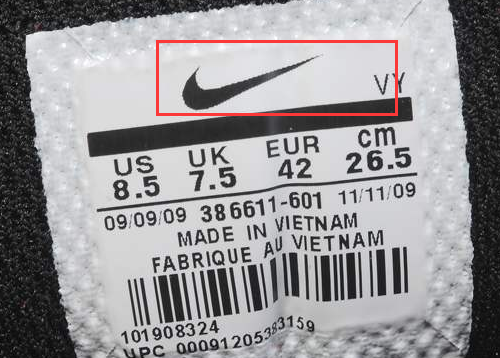 VY
US UK EUR cm
8.5 7.5 42 26.5
09/09/09 386611-601 11/11/09
MADE IN VIETNAM
FABRIQUE AU VIETNAM
101908324
UPC 00091205383159